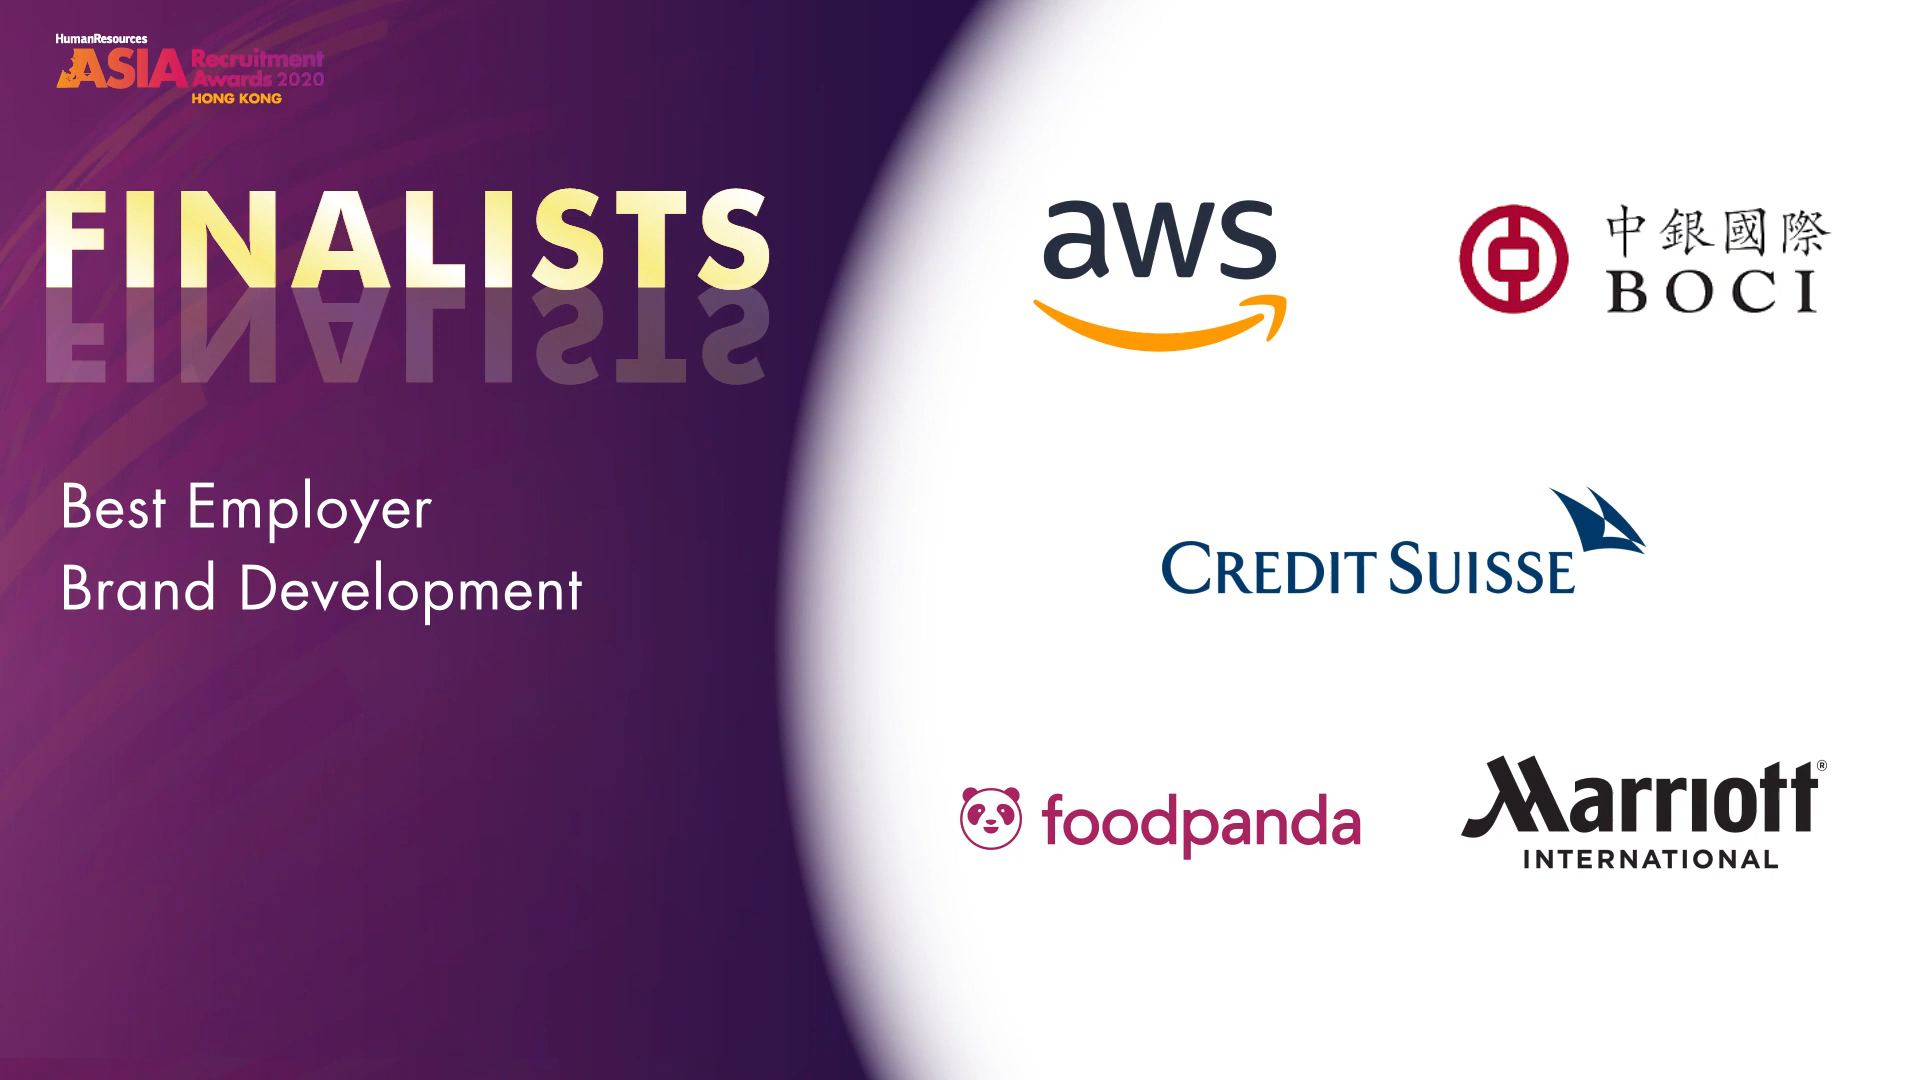 HumanResources
ASIA Recruitment
Awards 2020
HONG KONG
FINALISTS
Best Employer
Brand Development
aws
中銀國際
BOCI
CREDIT SUISSE
foodpanda
Marriott®
INTERNATIONAL